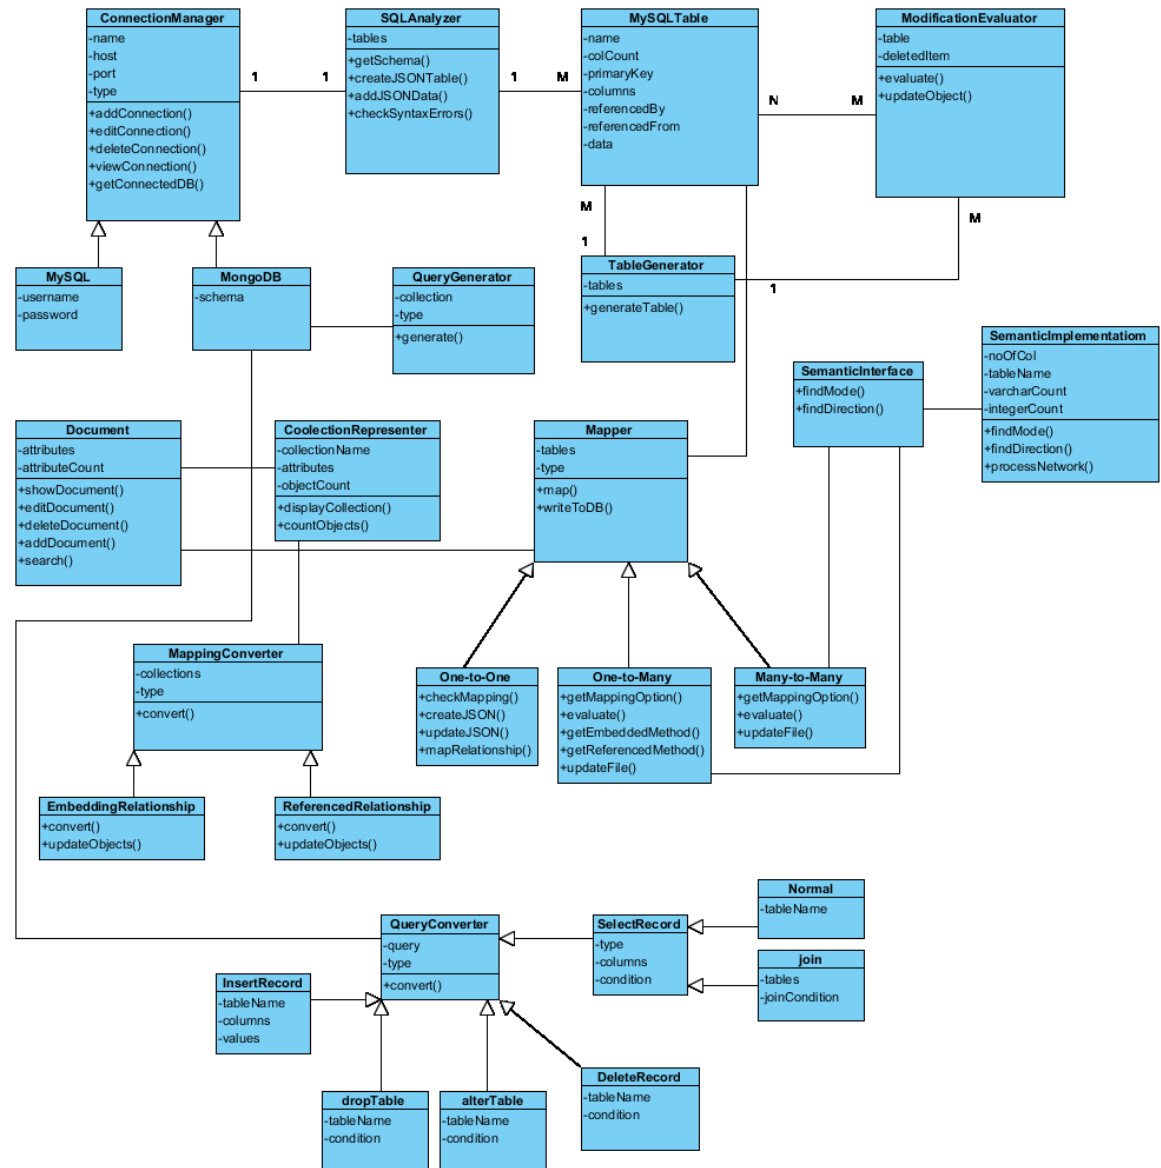 ConnectionManager
-name
-host
-port
-type
+addConnection()
+editConnection()
+deleteConnection()
+viewConnection()
+getConnectedDB()
1
1
SQLAnalyzer
-tables
+getSchema()
+createJSONTable()
+addJSONData()
+checkSyntaxErrors()
1
M
MySQLTable
-name
-colCount
-primaryKey
-columns
-referencedBy
-referencedFrom
-data
N
M
ModificationEvaluator
-table
-deletedItem
+evaluate()
+updateObject()
M
1
M
1
MySQL
-username
-password
MongoDB
-schema
QueryGenerator
-collection
-type
+generate()
TableGenerator
-tables
+generateTable()
SemanticInterface
+findMode()
+findDirection()
SemanticImplementatiom
-noOfCol
-tableName
-varcharCount
-integerCount
+findMode()
+findDirection()
+processNetwork()
Document
-attributes
-attributeCount
+showDocument()
+editDocument()
+deleteDocument()
+addDocument()
+search()
CoolectionRepresenter
-collectionName
-attributes
-objectCount
+displayCollection()
+countObjects()
Mapper
-tables
-type
+map()
+writeToDB()
MappingConverter
-collections
-type
+convert()
One-to-One
+checkMapping()
+createJSON()
+updateJSON()
+mapRelationship()
One-to-Many
+getMappingOption()
+evaluate()
+getEmbeddedMethod()
+getReferencedMethod()
+updateFile()
Many-to-Many
+getMappingOption()
+evaluate()
+updateFile()
EmbeddingRelationship
+convert()
+updateObjects()
ReferencedRelationship
+convert()
+updateObjects()
QueryConverter
-query
-type
+convert()
SelectRecord
-type
-columns
-condition
Normal
-tableName
join
-tables
-joinCondition
InsertRecord
-tableName
-columns
-values
dropTable
-tableName
-condition
alterTable
-tableName
-condition
DeleteRecord
-tableName
-condition